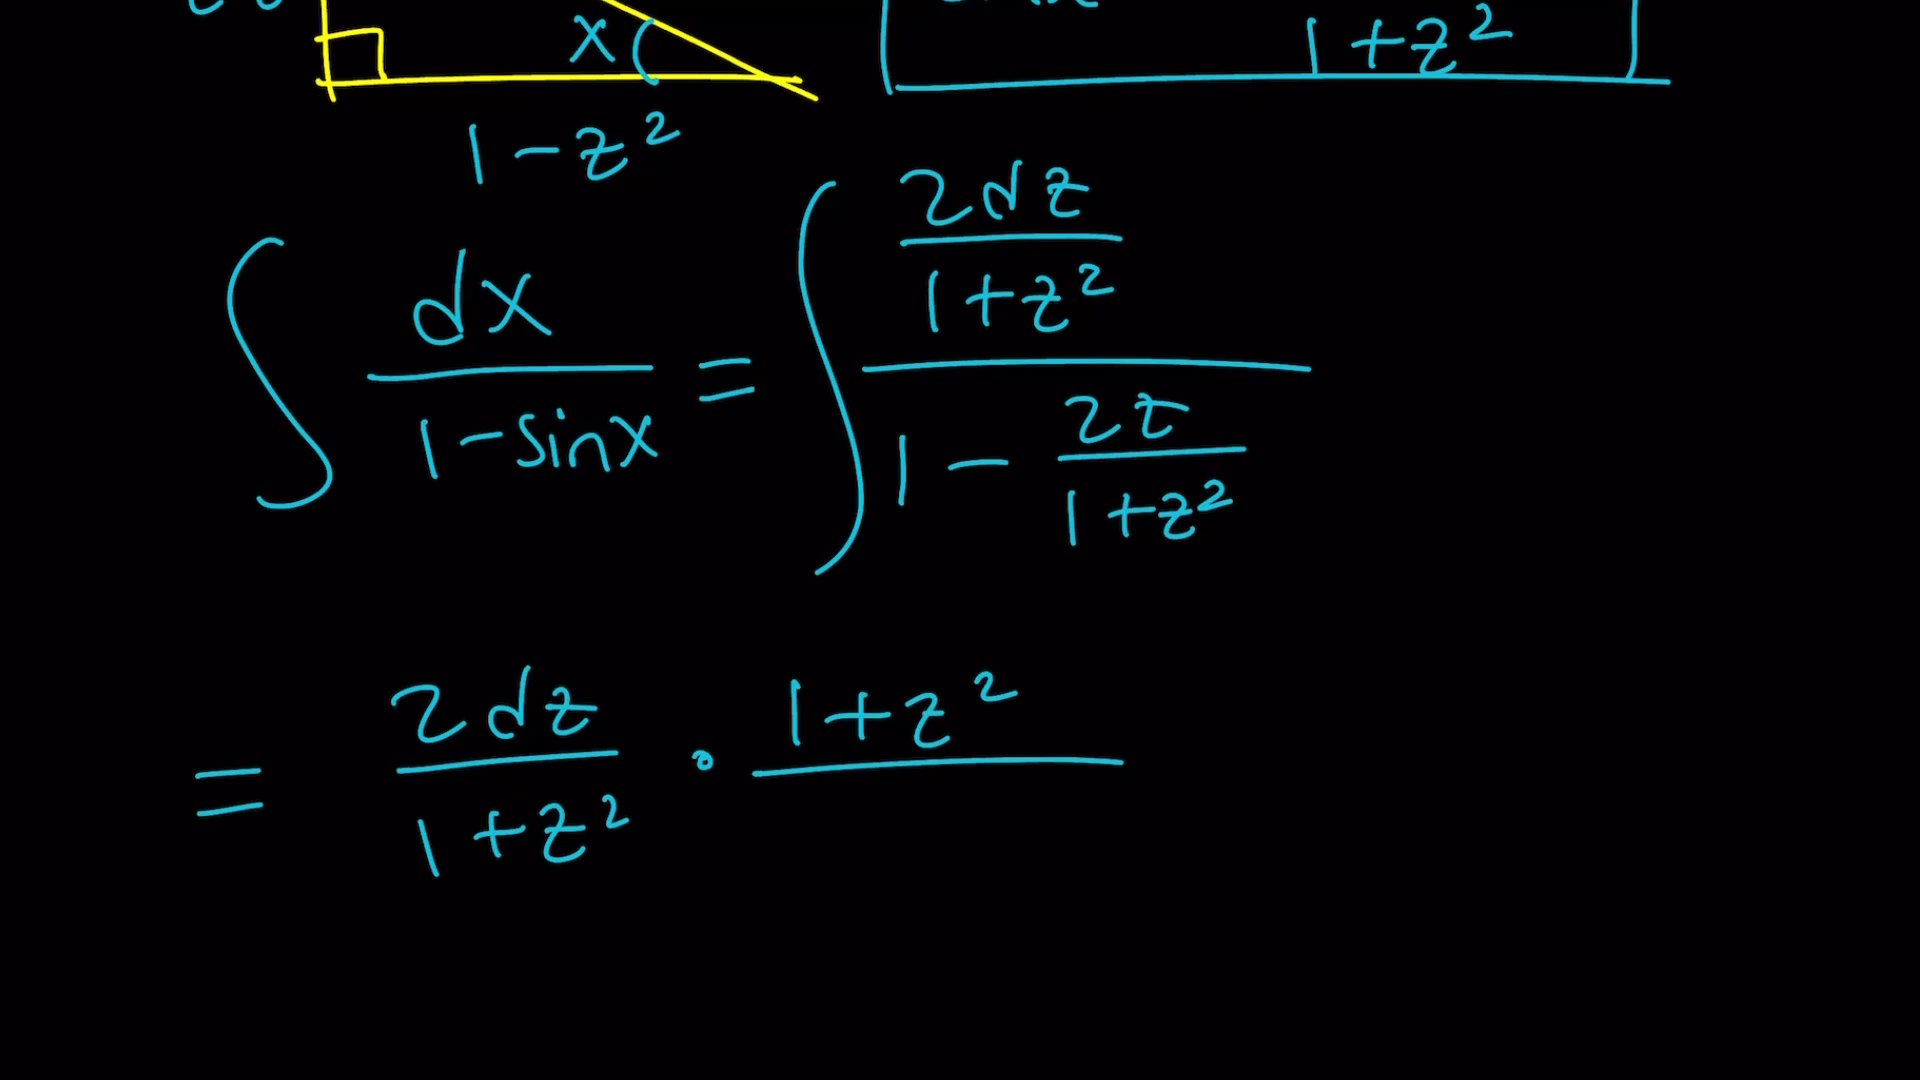 x
1+z²
1-z²
∫ dx/(1-sinx) = ∫ (2dz/(1+z²))/(1 - 2z/(1+z²))
= 2dz/(1+z²) · 1+z²/